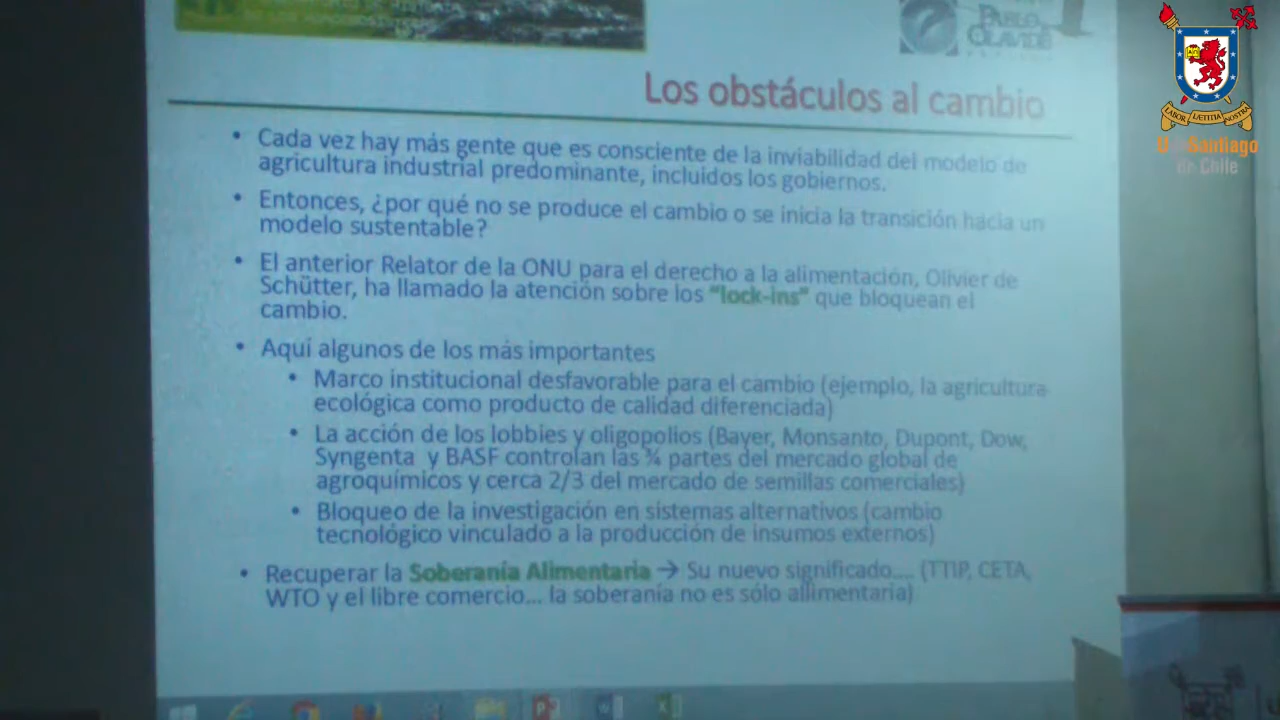 PABLO
OLAVIDE
LABOR LÆTITIA NOSTRA
U de Santiago
de Chile
Los obstáculos al cambio
• Cada vez hay más gente que es consciente de la inviabilidad del modelo de
agricultura industrial predominante, incluidos los gobiernos.
• Entonces, ¿por qué no se produce el cambio o se inicia la transición hacia un
modelo sustentable?
• El anterior Relator de la ONU para el derecho a la alimentación, Olivier de
Schütter, ha llamado la atención sobre los "lock-ins" que bloquean el
cambio.
• Aquí algunos de los más importantes
• Marco institucional desfavorable para el cambio (ejemplo, la agricultura
ecológica como producto de calidad diferenciada)
• La acción de los lobbies y oligopolios (Bayer, Monsanto, Dupont, Dow,
Syngenta y BASF controlan las ¾ partes del mercado global de
agroquímicos y cerca 2/3 del mercado de semillas comerciales)
• Bloqueo de la investigación en sistemas alternativos (cambio
tecnológico vinculado a la producción de insumos externos)
• Recuperar la Soberanía Alimentaria → Su nuevo significado.... (TTIP, CETA,
WTO y el libre comercio... la soberanía no es sólo allimentaria)